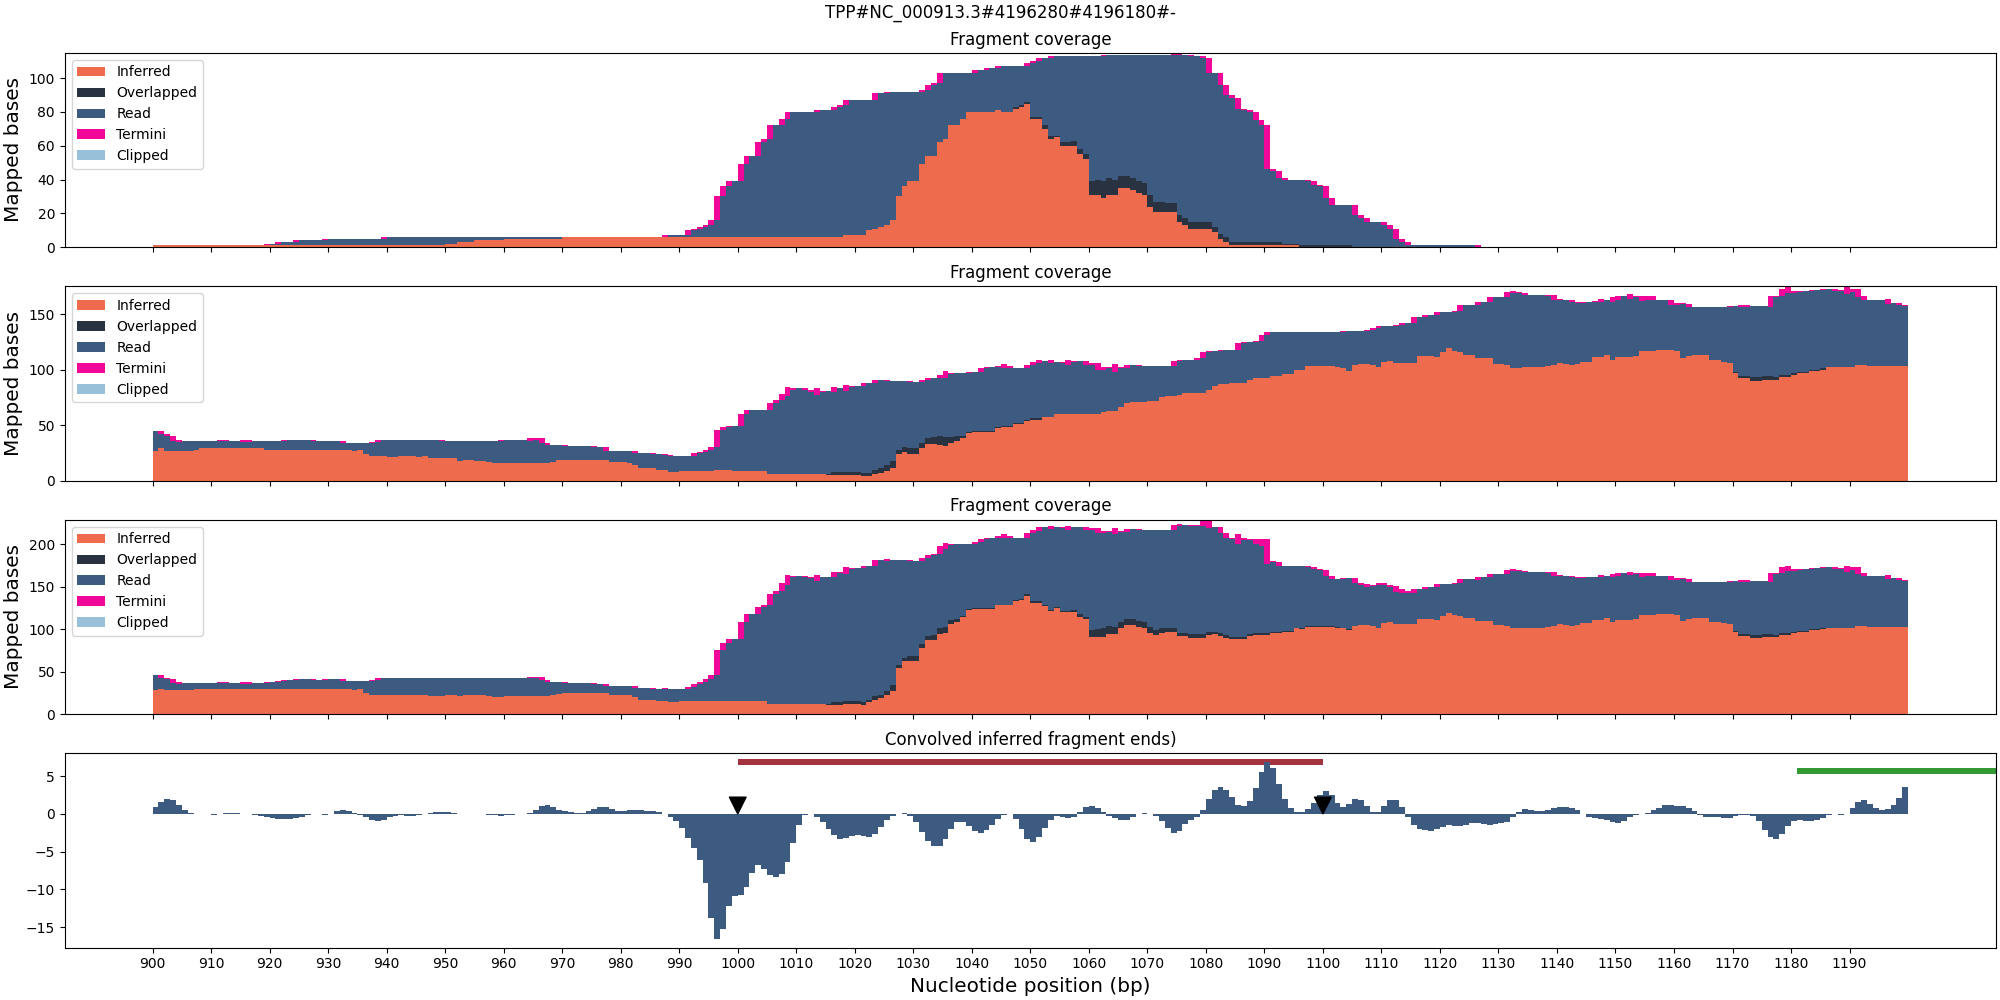 TPP#NC_000913.3#4196280#4196180#-
Fragment coverage
Mapped bases
100
80
60
40
20
0
Inferred
Overlapped
Read
Termini
Clipped
Fragment coverage
Mapped bases
150
100
50
0
Inferred
Overlapped
Read
Termini
Clipped
Fragment coverage
Mapped bases
200
150
100
50
0
Inferred
Overlapped
Read
Termini
Clipped
Convolved inferred fragment ends)
5
0
−5
−10
−15
900 910 920 930 940 950 960 970 980 990 1000 1010 1020 1030 1040 1050 1060 1070 1080 1090 1100 1110 1120 1130 1140 1150 1160 1170 1180 1190
Nucleotide position (bp)